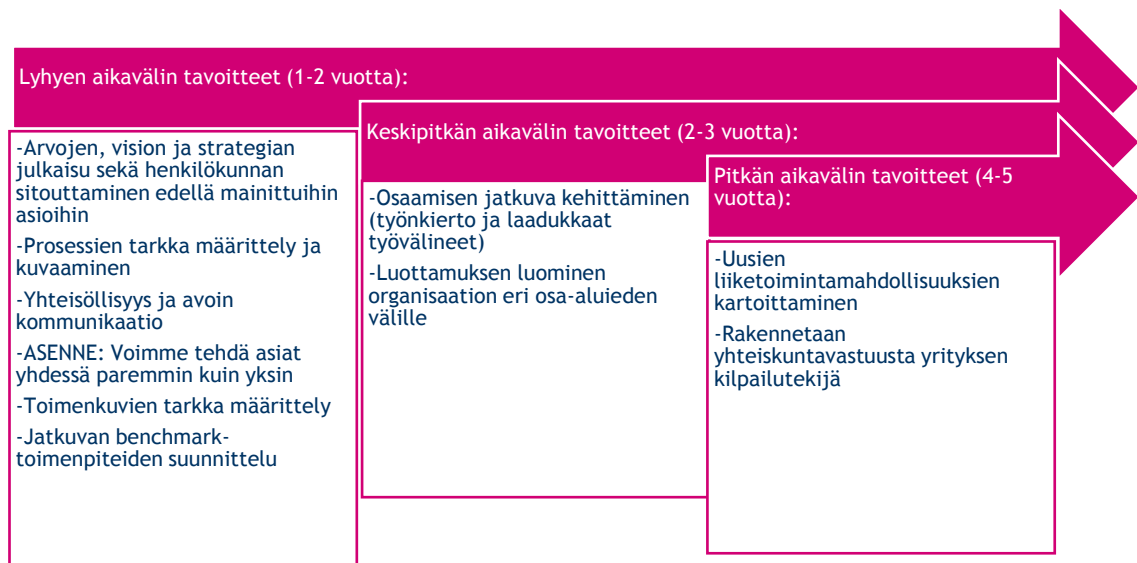 Lyhyen aikavälin tavoitteet (1-2 vuotta):
-Arvojen, vision ja strategian
julkaisu sekä henkilökunnan
sitouttaminen edellä mainittuihin
asioihin
-Prosessien tarkka määrittely ja
kuvaaminen
-Yhteisöllisyys ja avoin
kommunikaatio
-ASENNE: Voimme tehdä asiat
yhdessä paremmin kuin yksin
-Toimenkuvien tarkka määrittely
-Jatkuvan benchmark-
toimenpiteiden suunnittelu
Keskipitkän aikavälin tavoitteet (2-3 vuotta):
-Osaamisen jatkuva kehittäminen
(työnkierto ja laadukkaat
työvälineet)
-Luottamuksen luominen
organisaation eri osa-aluieden
välille
Pitkän aikavälin tavoitteet (4-5
vuotta):
-Uusien
liiketoimintamahdollisuuksien
kartoittaminen
-Rakennetaan
yhteiskuntavastuusta yrityksen
kilpailutekijä